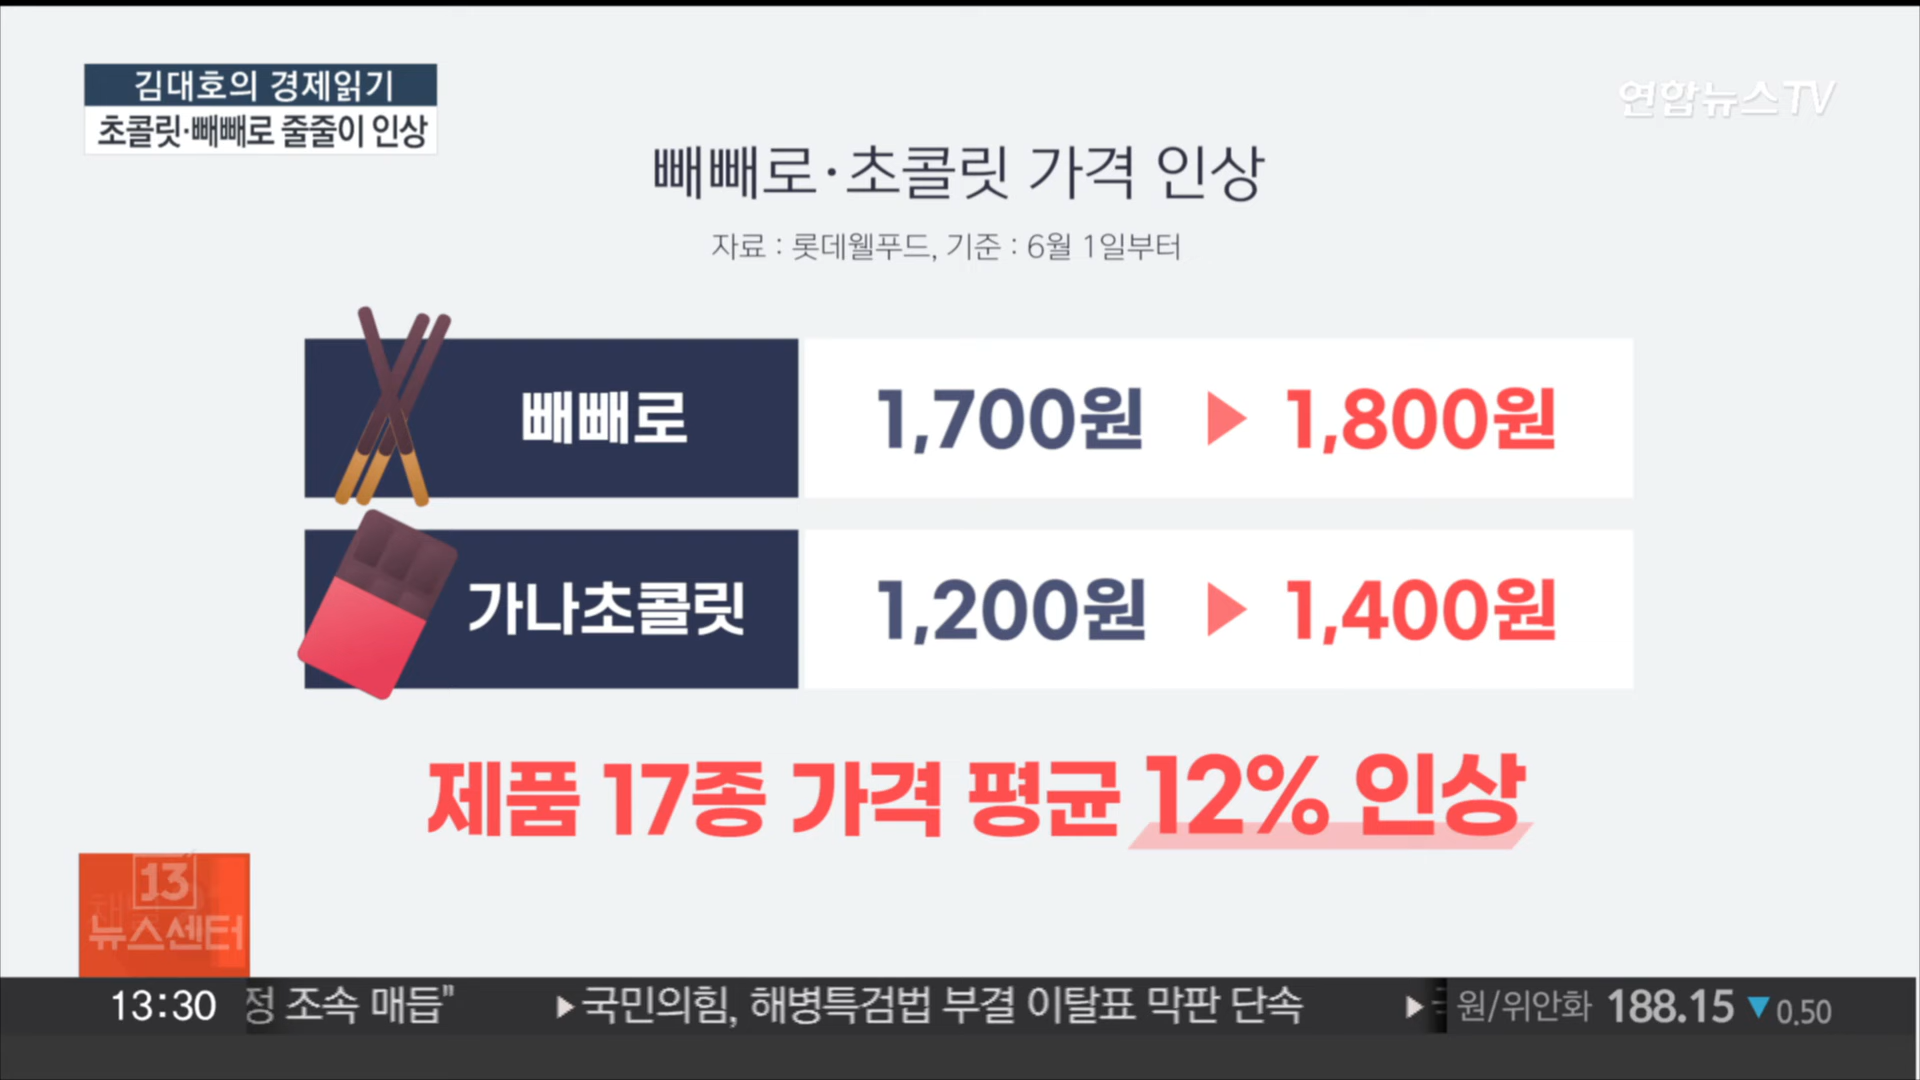 김대호의 경제읽기
초콜릿·빼빼로 줄줄이 인상
연합뉴스TV
빼빼로·초콜릿 가격 인상
자료 : 롯데웰푸드, 기준 : 6월 1일부터
빼빼로 1,700원 ▶ 1,800원
가나초콜릿 1,200원 ▶ 1,400원
제품 17종 가격 평균 12% 인상
13
뉴스센터
13:30 정 조속 매듭" ▶국민의힘, 해병특검법 부결 이탈표 막판 단속 ▶ 원/위안화 188.15 ▼ 0.50